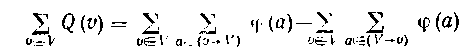 ∑_{v∈V} Q(v) = ∑_{v∈V} ∑_{a∈(v→V)} φ(a) − ∑_{v∈V} ∑_{a∈(V→v)} φ(a)